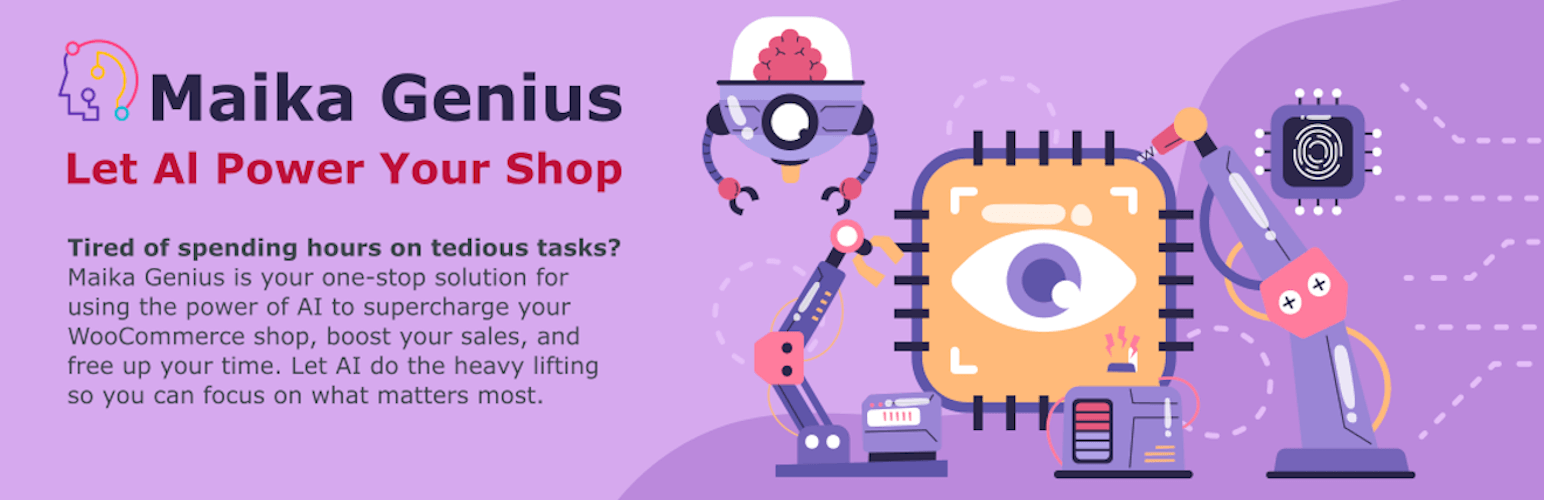 Maika Genius
Let AI Power Your Shop
Tired of spending hours on tedious tasks?
Maika Genius is your one-stop solution for
using the power of AI to supercharge your
WooCommerce shop, boost your sales, and
free up your time. Let AI do the heavy lifting
so you can focus on what matters most.